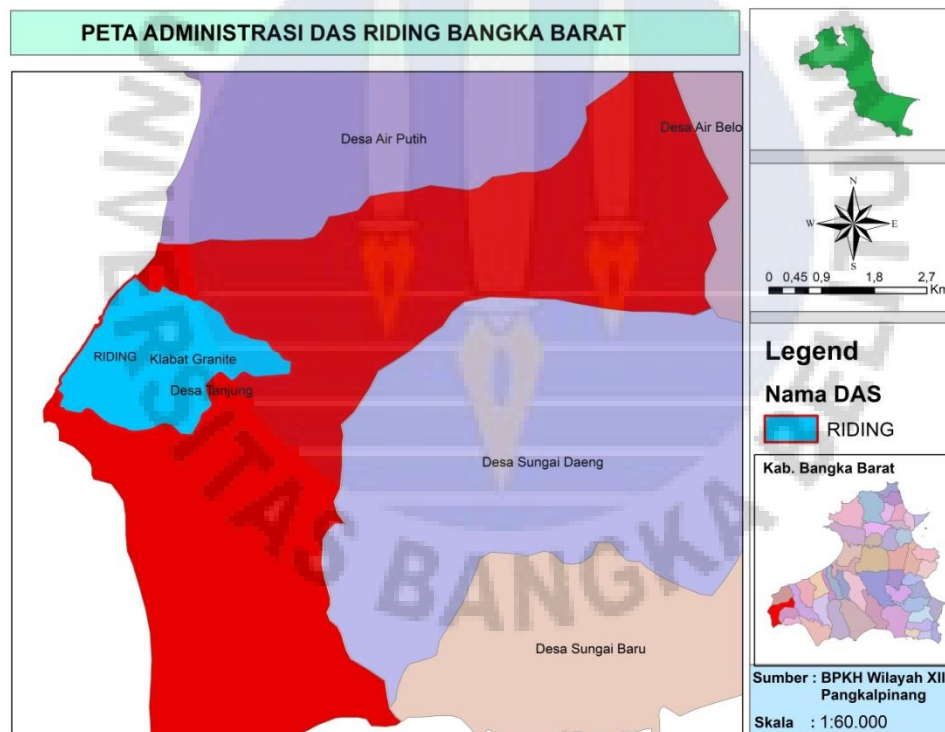 PETA ADMINISTRASI DAS RIDING BANGKA BARAT
Desa Air Putih
Desa Air Belo
RIDING
Klabat Granite
Desa Tanjung
Desa Sungai Daeng
Desa Sungai Baru
N
W
E
S
0 0,45 0,9 1,8 2,7
Km
Legend
Nama DAS
RIDING
Kab. Bangka Barat
Sumber : BPKH Wilayah XII
Pangkalpinang
Skala : 1:60.000
BANGKA